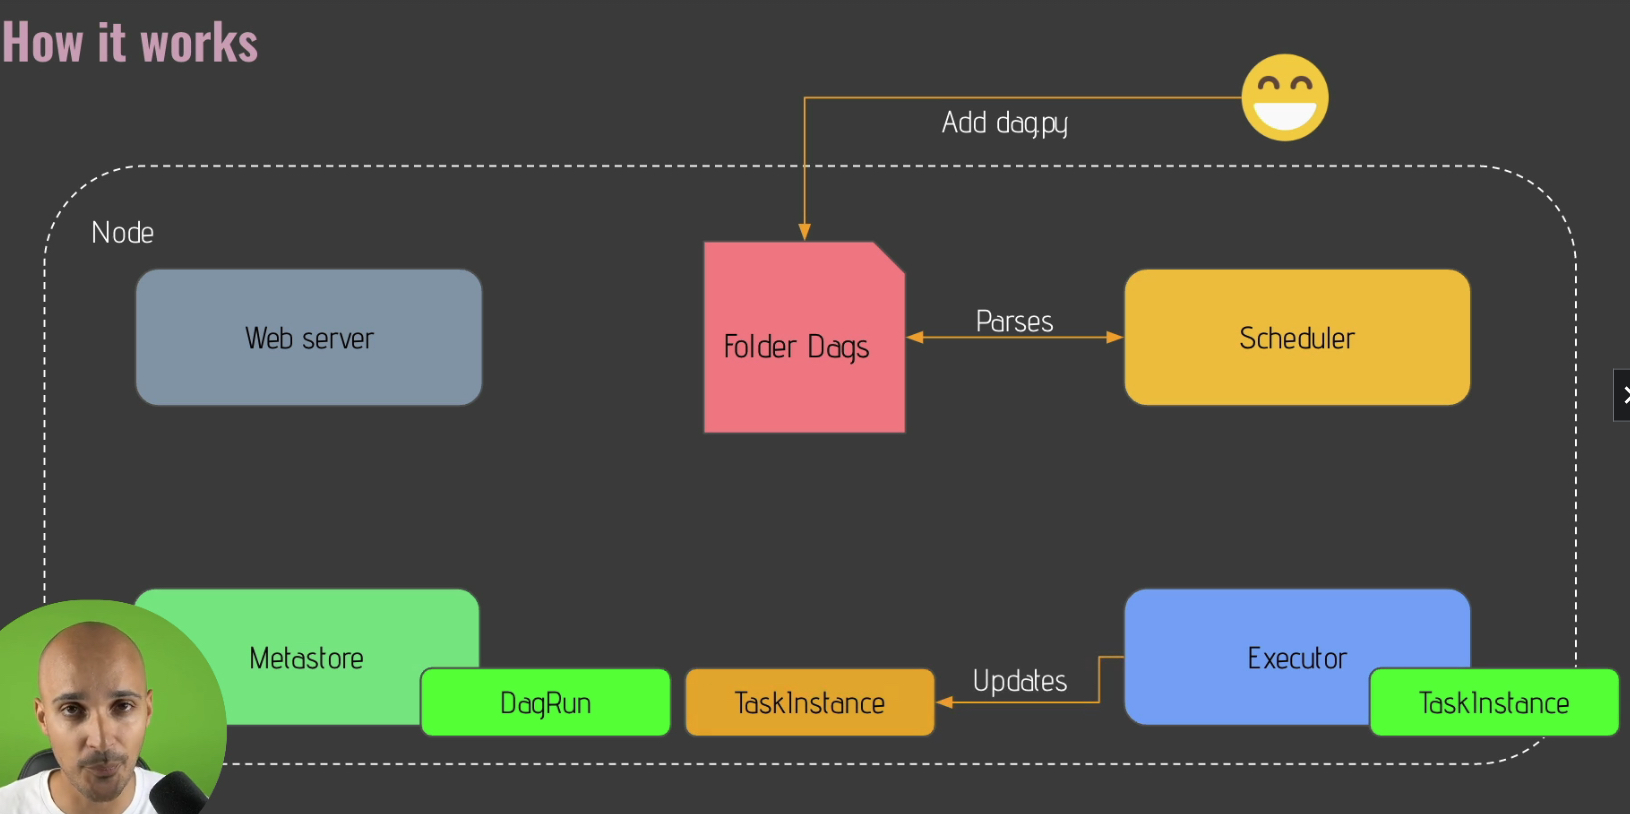 How it works
Add dag.py
Node
Web server
Folder Dags
Parses
Scheduler
Metastore
DagRun
TaskInstance
Updates
Executor
TaskInstance